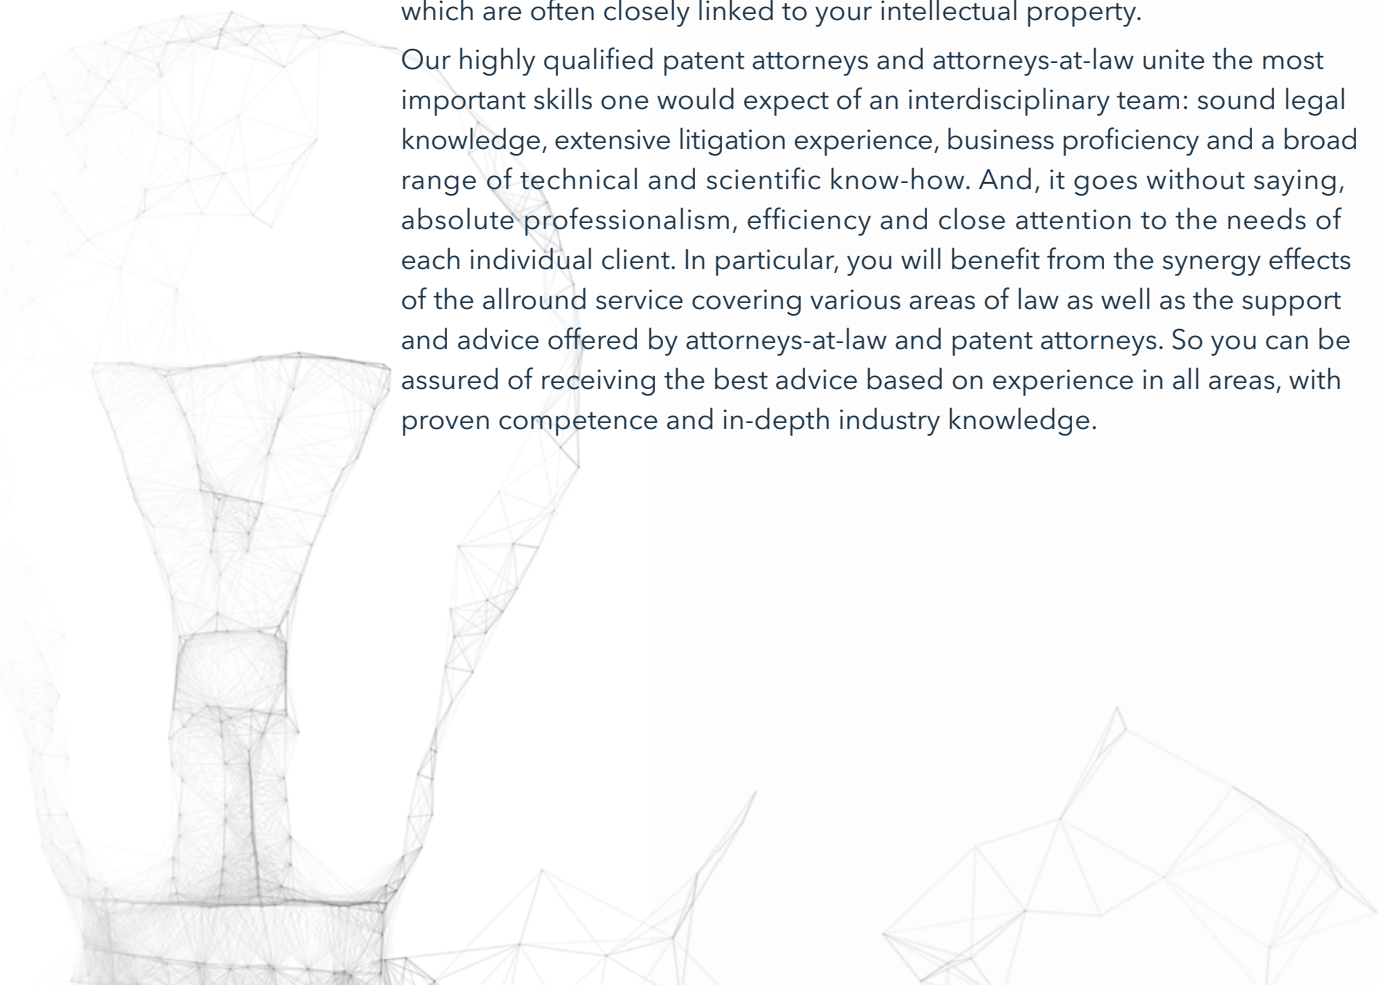 which are often closely linked to your intellectual property.
Our highly qualified patent attorneys and attorneys-at-law unite the most
important skills one would expect of an interdisciplinary team: sound legal
knowledge, extensive litigation experience, business proficiency and a broad
range of technical and scientific know-how. And, it goes without saying,
absolute professionalism, efficiency and close attention to the needs of
each individual client. In particular, you will benefit from the synergy effects
of the allround service covering various areas of law as well as the support
and advice offered by attorneys-at-law and patent attorneys. So you can be
assured of receiving the best advice based on experience in all areas, with
proven competence and in-depth industry knowledge.